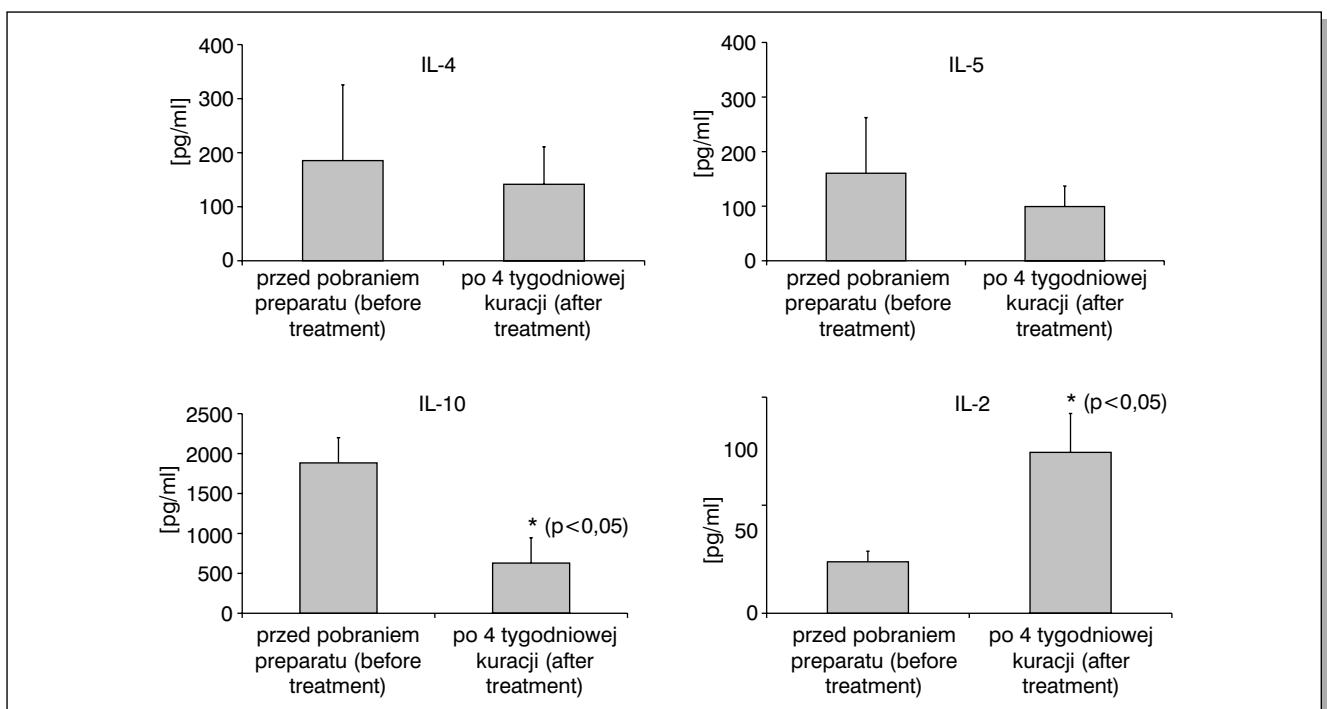 IL-4
400
300
200
100
0
[pg/ml]
przed pobraniem
preparatu (before
treatment)
po 4 tygodniowej
kuracji (after
treatment)
IL-5
400
300
200
100
0
[pg/ml]
przed pobraniem
preparatu (before
treatment)
po 4 tygodniowej
kuracji (after
treatment)
IL-10
2500
2000
1500
1000
500
0
[pg/ml]
* (p<0,05)
przed pobraniem
preparatu (before
treatment)
po 4 tygodniowej
kuracji (after
treatment)
IL-2
* (p<0,05)
100
50
0
[pg/ml]
przed pobraniem
preparatu (before
treatment)
po 4 tygodniowej
kuracji (after
treatment)